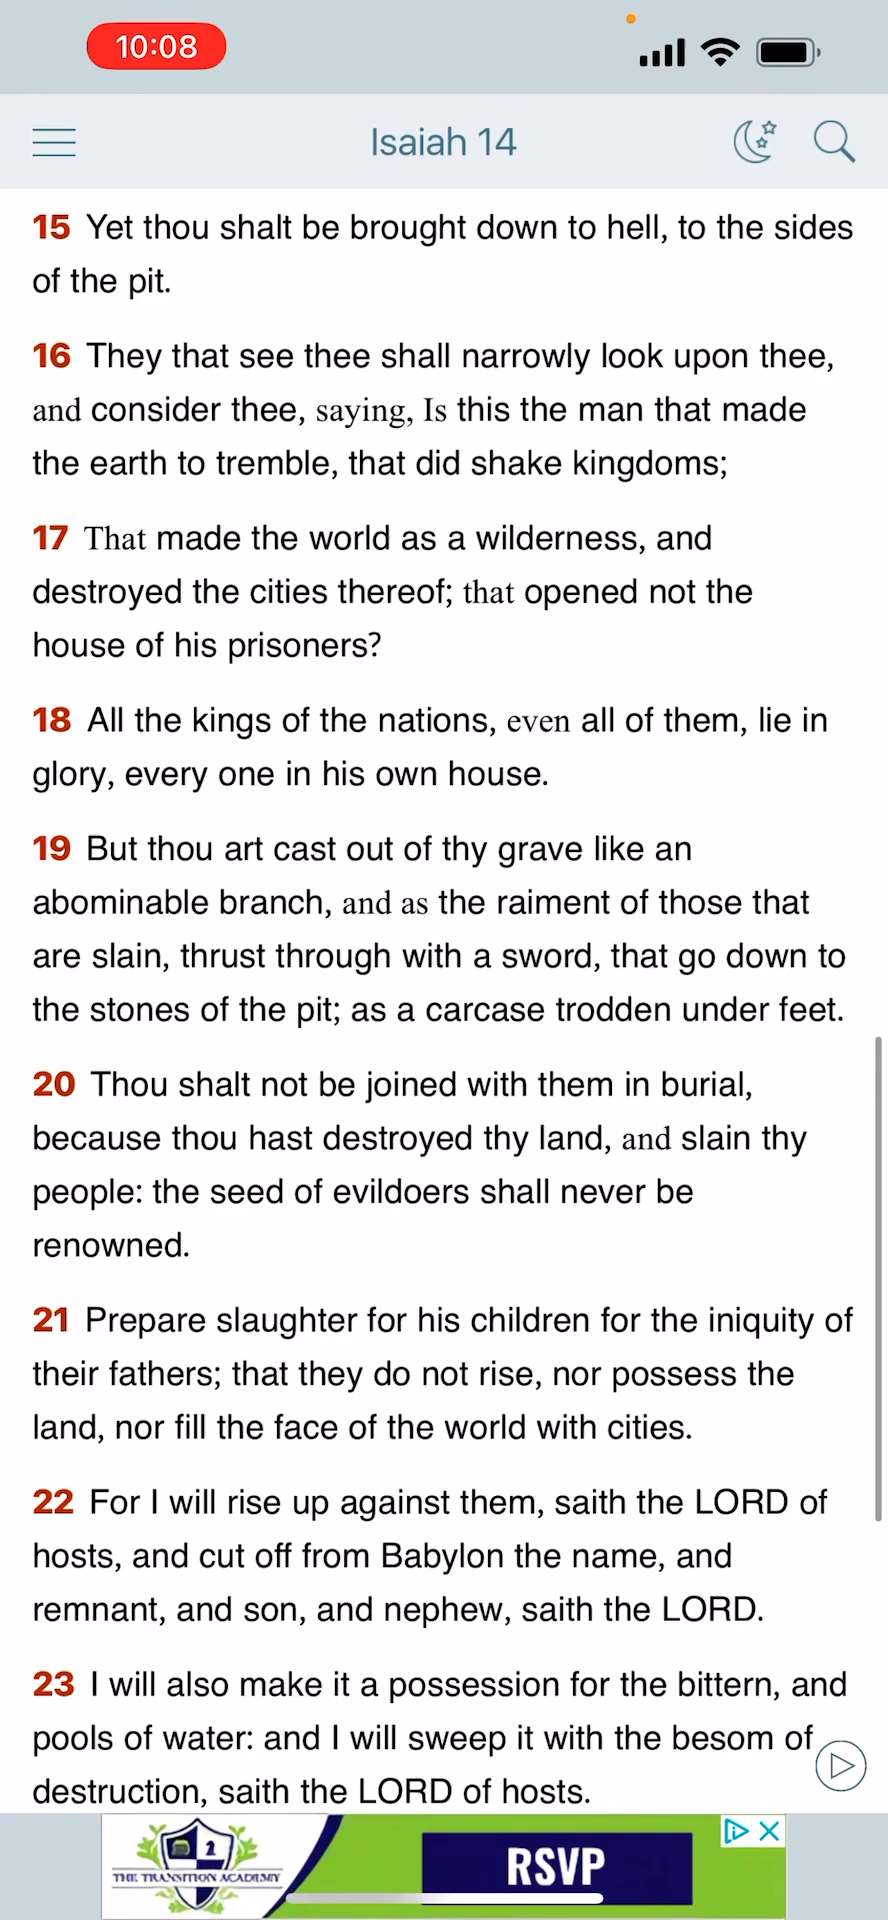 10:08
Isaiah 14
15 Yet thou shalt be brought down to hell, to the sides
of the pit.
16 They that see thee shall narrowly look upon thee,
and consider thee, saying, Is this the man that made
the earth to tremble, that did shake kingdoms;
17 That made the world as a wilderness, and
destroyed the cities thereof; that opened not the
house of his prisoners?
18 All the kings of the nations, even all of them, lie in
glory, every one in his own house.
19 But thou art cast out of thy grave like an
abominable branch, and as the raiment of those that
are slain, thrust through with a sword, that go down to
the stones of the pit; as a carcase trodden under feet.
20 Thou shalt not be joined with them in burial,
because thou hast destroyed thy land, and slain thy
people: the seed of evildoers shall never be
renowned.
21 Prepare slaughter for his children for the iniquity of
their fathers; that they do not rise, nor possess the
land, nor fill the face of the world with cities.
22 For I will rise up against them, saith the LORD of
hosts, and cut off from Babylon the name, and
remnant, and son, and nephew, saith the LORD.
23 I will also make it a possession for the bittern, and
pools of water: and I will sweep it with the besom of
destruction, saith the LORD of hosts.
THE TRANSITION ACADEMY
RSVP